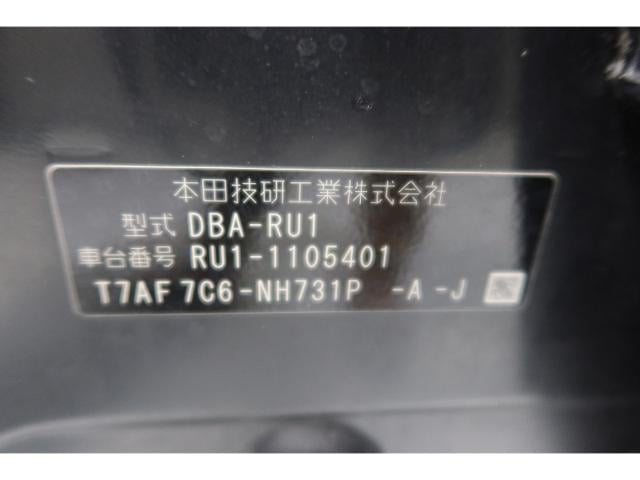 本田技研工業株式会社
型式 DBA-RU1
車台番号 RU1-1105401
T7AF 7C6-NH731P -A -J